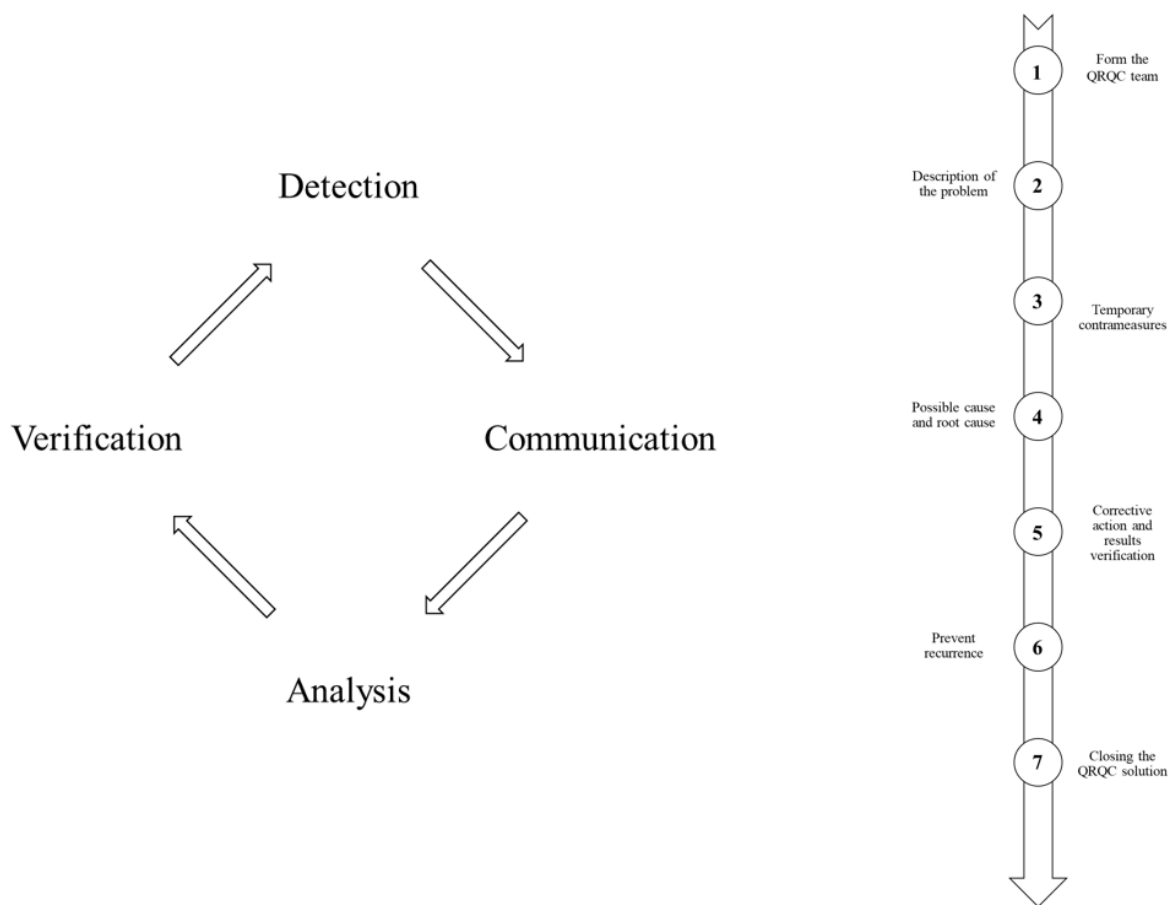 Detection
Communication
Analysis
Verification
1
Form the
QRQC team
2
Description of
the problem
3
Temporary
contrameasures
4
Possible cause
and root cause
5
Corrective
action and
results
verification
6
Prevent
recurrence
7
Closing the
QRQC solution